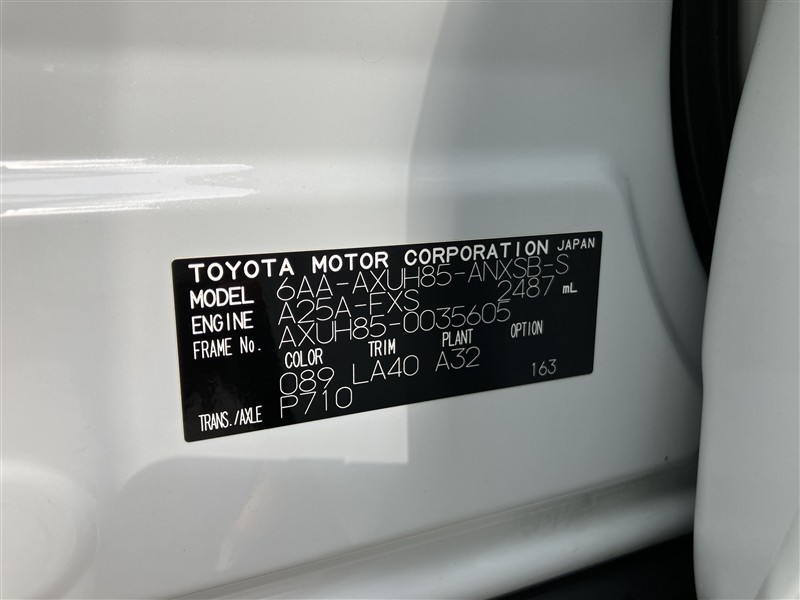 TOYOTA MOTOR CORPORATION JAPAN
MODEL 6AA-AXUH85-ANXSB-S
ENGINE A25A-FXS 2487 mL
FRAME No. AXUH85-0035605
COLOR TRIM PLANT OPTION
089 LA40 A32 163
TRANS./AXLE P710